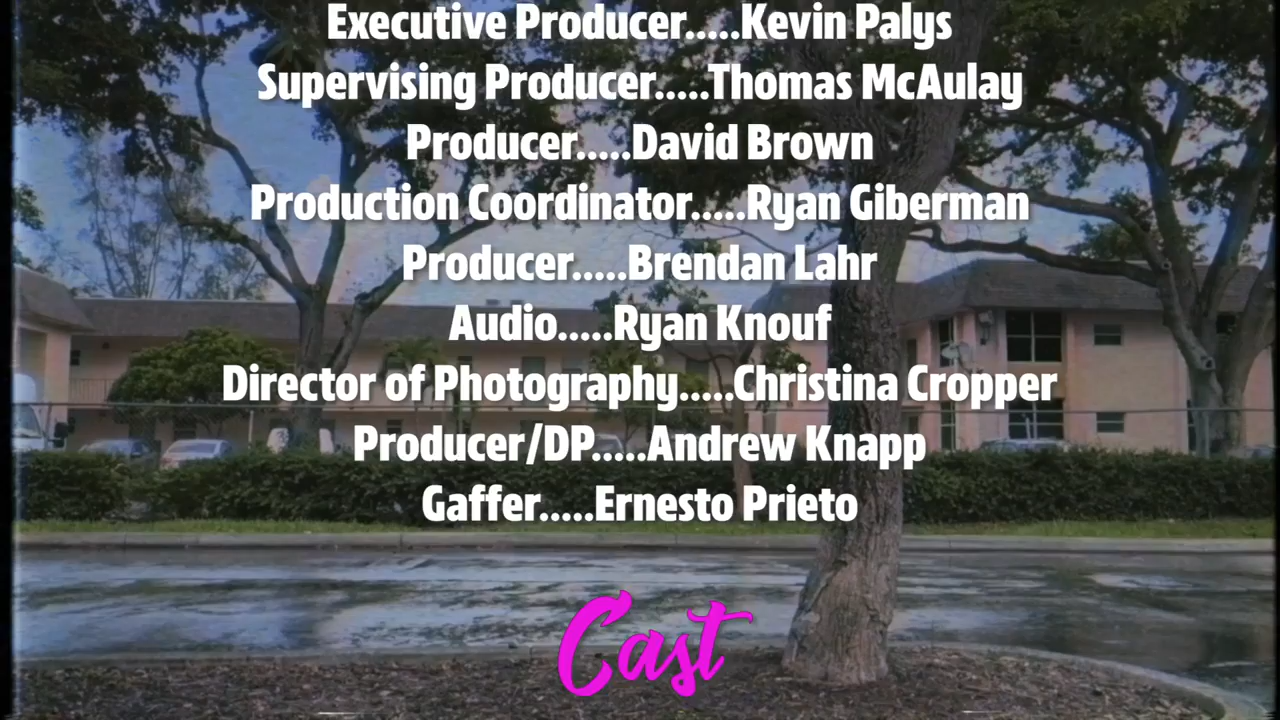 Executive Producer.....Kevin Palys
Supervising Producer.....Thomas McAulay
Producer.....David Brown
Production Coordinator.....Ryan Giberman
Producer.....Brendan Lahr
Audio.....Ryan Knouf
Director of Photography.....Christina Cropper
Producer/DP.....Andrew Knapp
Gaffer.....Ernesto Prieto
Cast